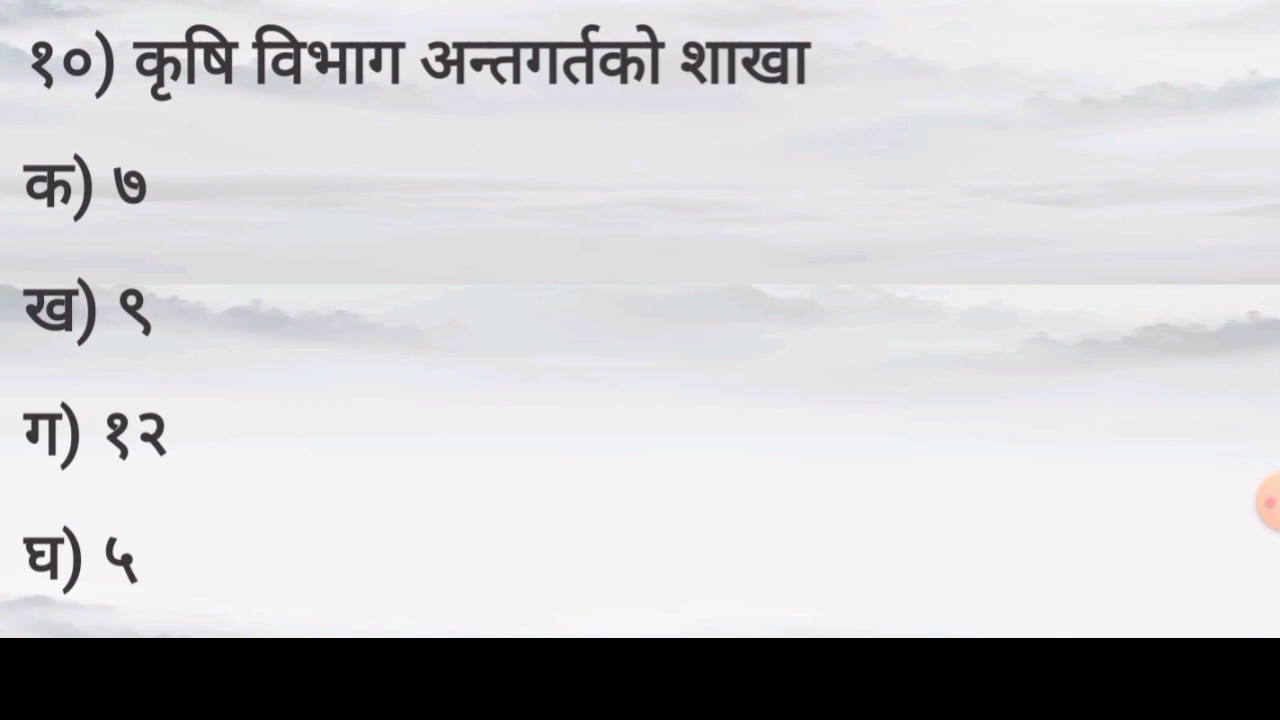 १०) कृषि विभाग अन्तगर्तको शाखा
क) ७
ख) ९
ग) १२
घ) ५